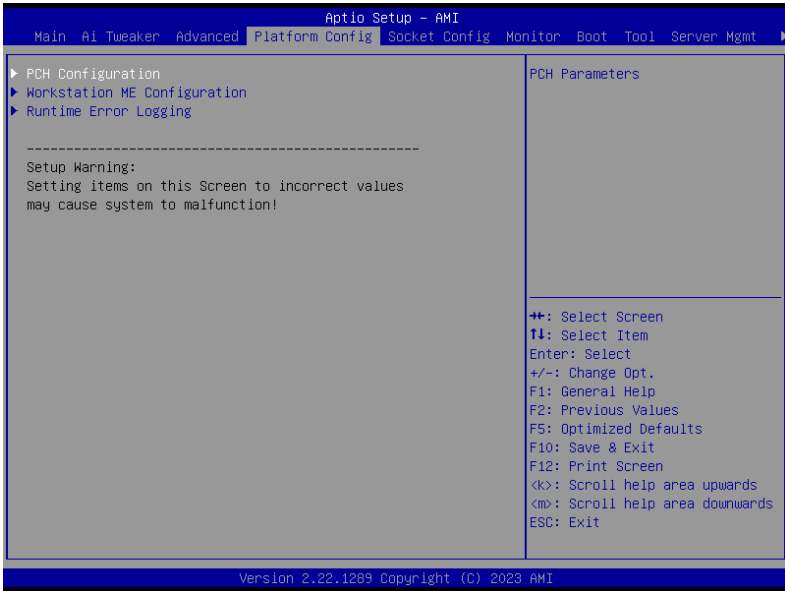 Aptio Setup - AMI
Main Ai Tweaker Advanced Platform Config Socket Config Monitor Boot Tool Server Mgmt
PCH Configuration
Workstation ME Configuration
Runtime Error Logging
--------------------------------------------------
Setup Warning:
Setting items on this Screen to incorrect values
may cause system to malfunction!
PCH Parameters
→←: Select Screen
↑↓: Select Item
Enter: Select
+/-: Change Opt.
F1: General Help
F2: Previous Values
F5: Optimized Defaults
F10: Save & Exit
F12: Print Screen
<k>: Scroll help area upwards
<m>: Scroll help area downwards
ESC: Exit
Version 2.22.1289 Copyright (C) 2023 AMI